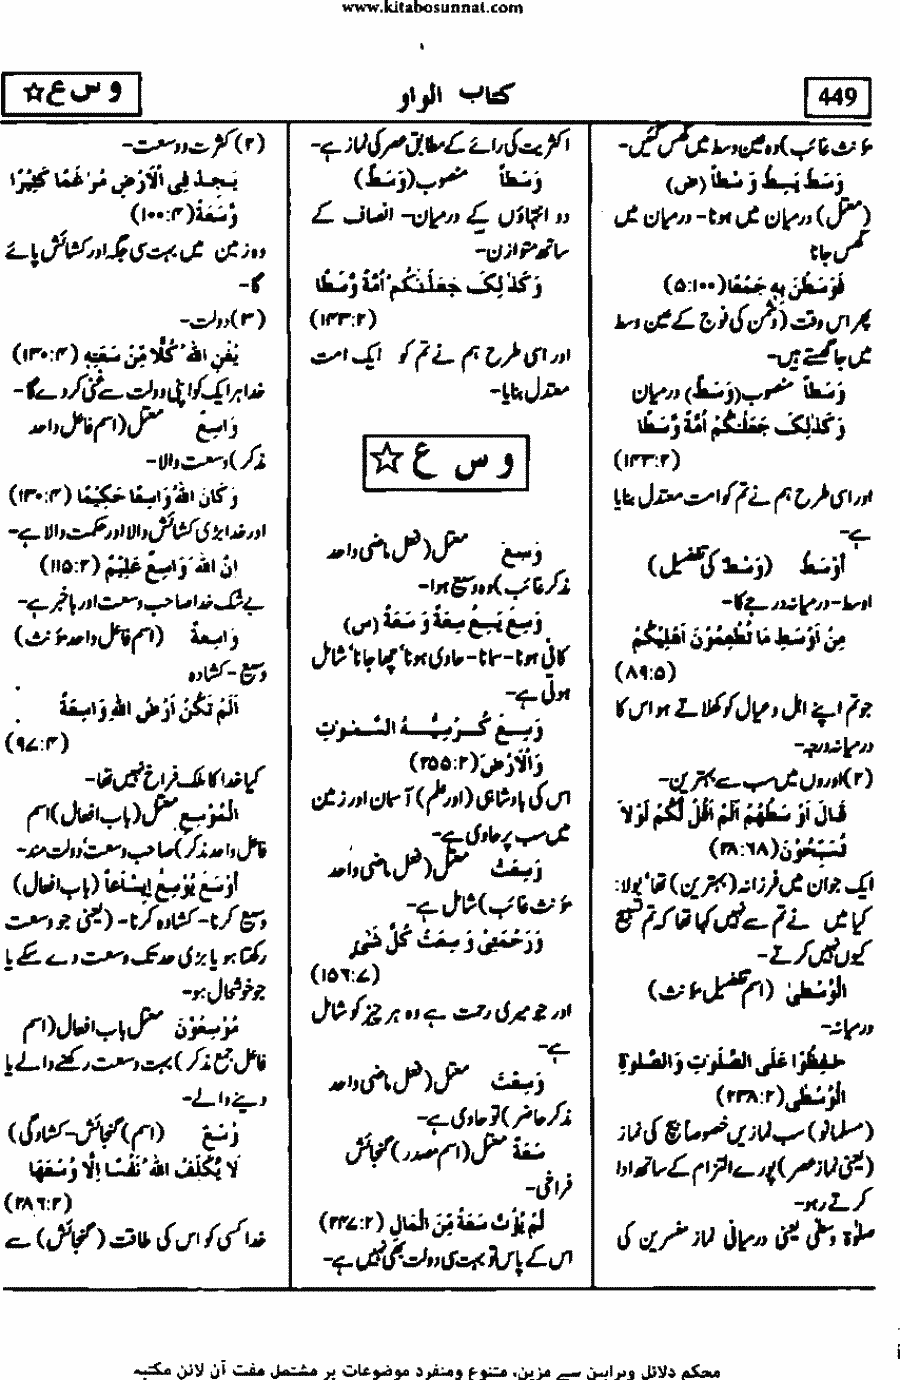 www.kitabosunnat.com
449
کتاب الواو
و س ع ☆
مؤنث غائب) وہ عین وسط میں گھس گئیں۔
وَسَطَ يَسِطُ وَسْطاً (ض)
(معتل) درمیان میں ہونا- درمیان میں
گھس جانا
فَوَسَطْنَ بِهٖ جَمْعًا (۵:۱۰۰)
پھر اس وقت (دشمن کی فوج کے عین وسط
میں جا گھستے ہیں۔
وَسَطاً منصوب (وَسَطٌ) درمیان
وَكَذٰلِكَ جَعَلْنٰكُمْ اُمَّةً وَّسَطًا
(۱۴۳:۲)
اور اسی طرح ہم نے تم کو امت معتدل بنایا
ہے۔
اَوْسَطُ (وَسَطٌ کی تفضیل)
اوسط- درمیانہ درجے کا۔
مِنْ اَوْسَطِ مَا تُطْعِمُوْنَ اَهْلِيْكُمْ
(۸۹:۵)
جو تم اپنے اہل و عیال کو کھلاتے ہو اس کا
درمیانہ درجہ۔
(۲) اوروں میں سب سے بہترین۔
قَالَ اَوْسَطُهُمْ اَلَمْ اَقُلْ لَّكُمْ لَوْلَا
تُسَبِّحُوْنَ (۲۸:۶۸)
ایک جوان میں فرزانہ (بہترین) تھا' بولا:
کیا میں نے تم سے نہیں کہا تھا کہ تم تسبیح
کیوں نہیں کرتے۔
الْوُسْطٰى (اسم تفضیل مؤنث)
درمیانہ۔
حٰفِظُوْا عَلَى الصَّلَوٰتِ وَالصَّلٰوةِ
الْوُسْطٰى (۲۳۸:۲)
(مسلمانو) سب نمازیں خصوصاً بیچ کی نماز
(یعنی نماز عصر) پورے التزام کے ساتھ ادا
کرتے رہو۔
صلوٰۃ وسطٰی یعنی درمیانی نماز مفسرین کی
اکثریت کی رائے کے مطابق عصر کی نماز ہے۔
وَسَطاً منصوب (وَسَطٌ)
دو انتہاؤں کے درمیان- انصاف کے
ساتھ متوازن۔
وَكَذٰلِكَ جَعَلْنٰكُمْ اُمَّةً وَّسَطًا
(۱۴۳:۲)
اور اسی طرح ہم نے تم کو ایک امت
معتدل بنایا۔
و س ع ☆
وَسِعَ معتل (فعل ماضی واحد
مذکر غائب) وہ وسیع ہوا۔
وَسِعَ يَسِعُ سِعَةً وَ سَعَةً (س)
کافی ہونا- سمانا- حاوی ہونا' چھا جانا' شامل
ہوتی ہے۔
وَسِعَ كُرْسِيُّهُ السَّمٰوٰتِ
وَالْاَرْضَ (۲۵۵:۲)
اس کی بادشاہی (اور علم) آسمان اور زمین
میں سب پر حاوی ہے۔
وَسِعَتْ معتل (فعل ماضی واحد
مؤنث غائب) شامل ہے۔
وَرَحْمَتِيْ وَسِعَتْ كُلَّ شَيْءٍ
(۱۵۶:۷)
اور جو میری رحمت ہے وہ ہر چیز کو شامل
ہے۔
وَسِعْتَ معتل (فعل ماضی واحد
مذکر حاضر) تو حاوی ہے۔
سَعَةً معتل (اسم مصدر) گنجائش
فراخی۔
لَمْ يُؤْتَ سَعَةً مِّنَ الْمَالِ (۲۴۷:۲)
اس کے پاس تو بہت سی دولت بھی نہیں ہے۔
(۲) کثرت و وسعت۔
يَجِدْ فِى الْاَرْضِ مُرٰغَمًا كَثِيْرًا
وَّسَعَةً (۱۰۰:۴)
وہ زمین میں بہت سی جگہ اور کشائش پائے
گا۔
(۳) دولت۔
يُغْنِ اللّٰهُ كُلًّا مِّنْ سَعَتِهٖ (۱۳۰:۴)
خدا ہر ایک کو اپنی دولت سے غنی کر دے گا۔
وَاسِعٌ معتل (اسم فاعل واحد
مذکر) وسعت والا۔
وَكَانَ اللّٰهُ وَاسِعًا حَكِيْمًا (۱۳۰:۴)
اور خدا بڑی کشائش والا اور حکمت والا ہے۔
اِنَّ اللّٰهَ وَاسِعٌ عَلِيْمٌ (۱۱۵:۲)
بے شک خدا صاحب وسعت اور باخبر ہے۔
وَاسِعَةٌ (اسم فاعل واحد مؤنث)
وسیع- کشادہ
اَلَمْ تَكُنْ اَرْضُ اللّٰهِ وَاسِعَةً
(۹۷:۴)
کیا خدا کا ملک فراخ نہیں تھا۔
الْمُوْسِعِ معتل (باب افعال) اسم
فاعل واحد مذکر) صاحب وسعت' دولت مند۔
اَوْسَعَ يُوْسِعُ اِيْسَاعاً (باب افعال)
وسیع کرنا- کشادہ کرنا- (یعنی جو وسعت
رکھتا ہو یا بڑی حد تک وسعت دے سکے یا
جو خوشحال ہو۔
مُوْسِعُوْنَ معتل باب افعال (اسم
فاعل جمع مذکر) بہت وسعت رکھنے والے یا
دینے والے۔
وُسْعٌ (اسم) گنجائش- کشادگی)
لَا يُكَلِّفُ اللّٰهُ نَفْسًا اِلَّا وُسْعَهَا
(۲۸۶:۲)
خدا کسی کو اس کی طاقت (گنجائش) سے
محکم دلائل وبراہین سے مزین، متنوع ومنفرد موضوعات پر مشتمل مفت آن لائن مکتبہ